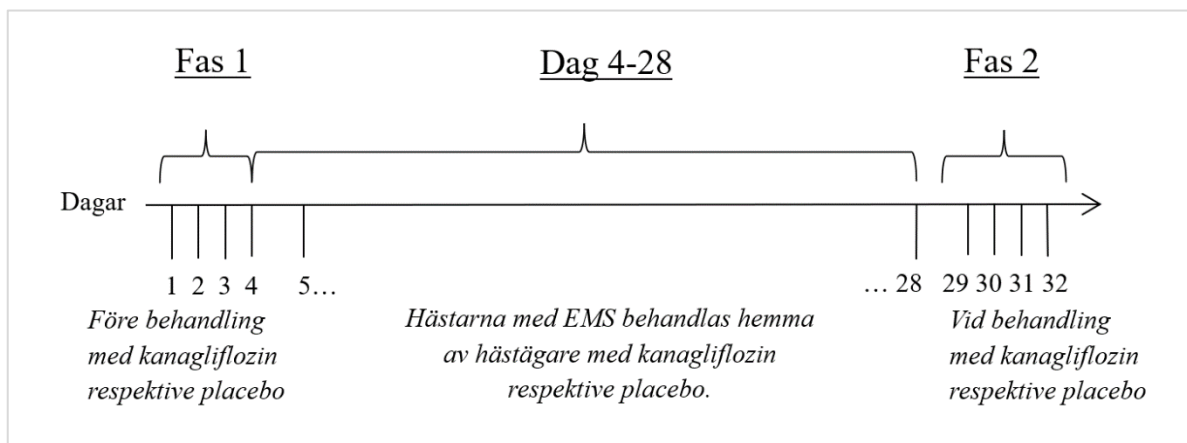 Fas 1
Dag 4-28
Fas 2
Dagar
1 2 3 4 5… … 28 29 30 31 32
Före behandling
med kanagliflozin
respektive placebo
Hästarna med EMS behandlas hemma
av hästägare med kanagliflozin
respektive placebo.
Vid behandling
med kanagliflozin
respektive placebo